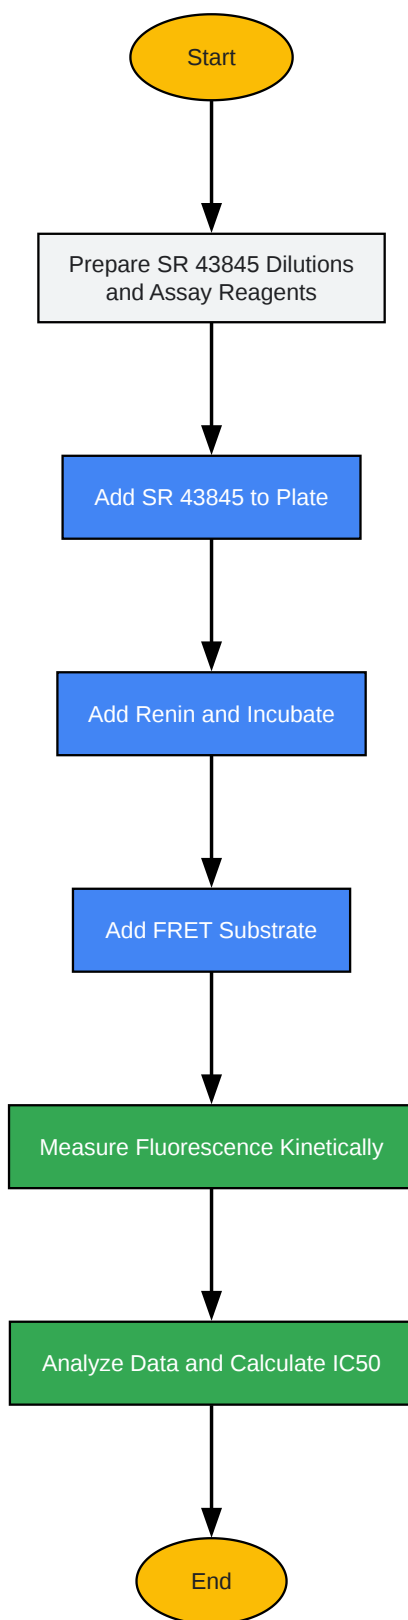 Start
Prepare SR 43845 Dilutions
and Assay Reagents
Add SR 43845 to Plate
Add Renin and Incubate
Add FRET Substrate
Measure Fluorescence Kinetically
Analyze Data and Calculate IC50
End